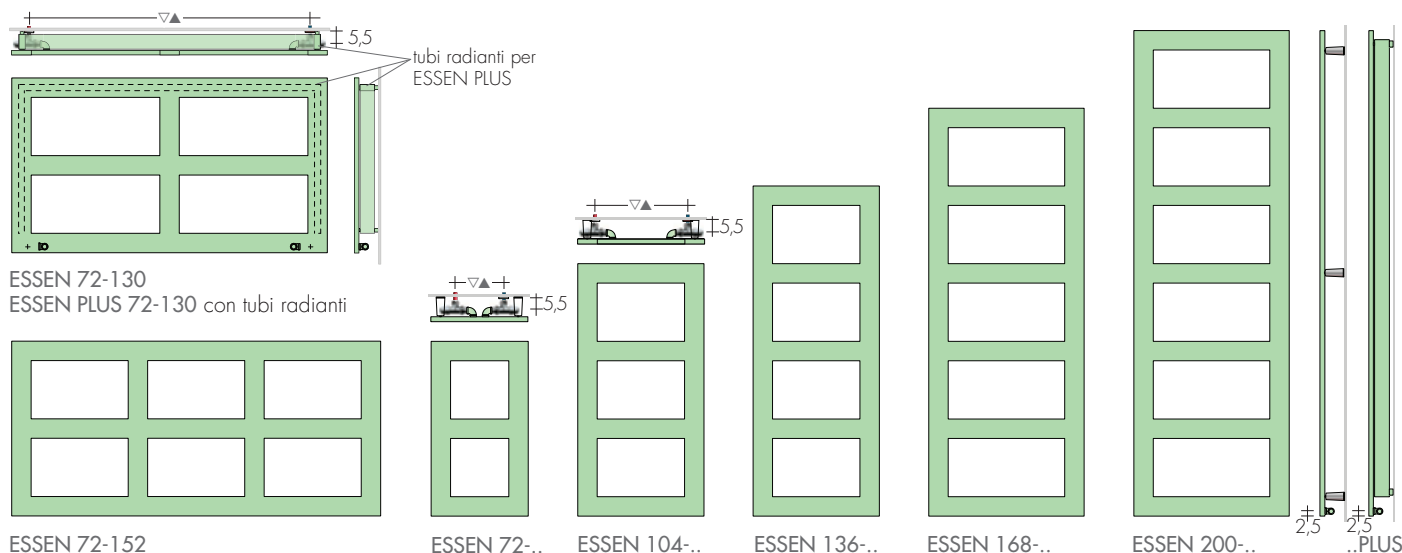 ▽▲
5,5
tubi radianti per
ESSEN PLUS
ESSEN 72-130
ESSEN PLUS 72-130 con tubi radianti
▽▲
5,5
▽▲
5,5
ESSEN 72-152
ESSEN 72-..
ESSEN 104-..
ESSEN 136-..
ESSEN 168-..
ESSEN 200-..
2,5
2,5
..PLUS